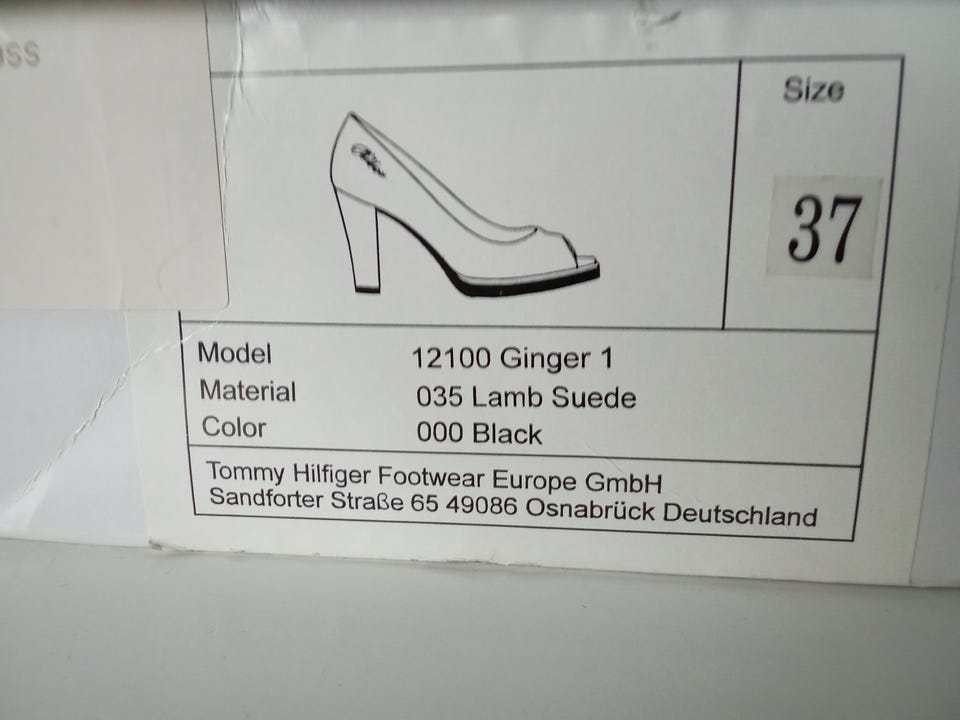 Size
37
Model 12100 Ginger 1
Material 035 Lamb Suede
Color 000 Black
Tommy Hilfiger Footwear Europe GmbH
Sandforter Straße 65 49086 Osnabrück Deutschland